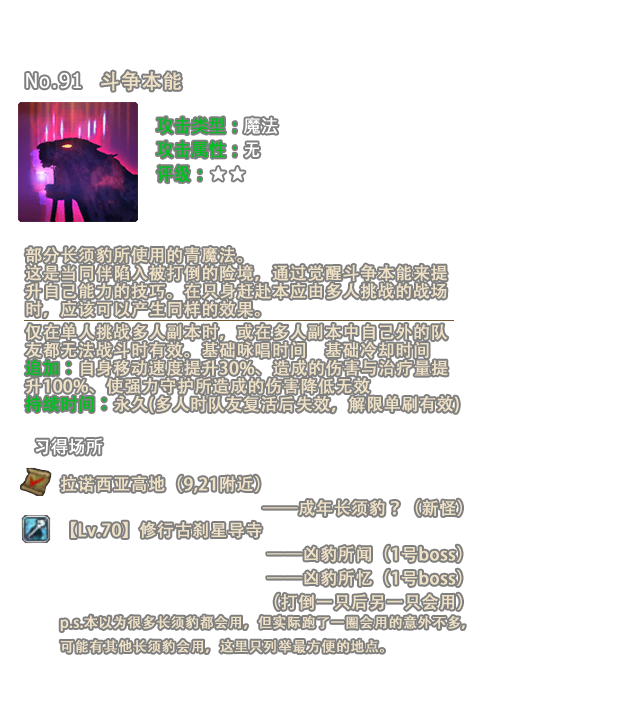 No.91 斗争本能
攻击类型：魔法
攻击属性：无
评级：★★
部分长须豹所使用的青魔法。
这是当同伴陷入被打倒的险境，通过觉醒斗争本能来提
升自己能力的技巧。在只身赶赴本应由多人挑战的战场
时，应该可以产生同样的效果。
仅在单人挑战多人副本时，或在多人副本中自己外的队
友都无法战斗时有效。基础咏唱时间 基础冷却时间
追加：自身移动速度提升30%、造成的伤害与治疗量提
升100%、使强力守护所造成的伤害降低无效
持续时间：永久(多人时队友复活后失效，解限单刷有效)
习得场所
拉诺西亚高地（9,21附近）
——成年长须豹？（新怪）
【Lv.70】修行古刹星导寺
——凶豹所闻（1号boss）
——凶豹所忆（1号boss）
（打倒一只后另一只会用）
p.s.本以为很多长须豹都会用，但实际跑了一圈会用的意外不多，
可能有其他长须豹会用，这里只列举最方便的地点。